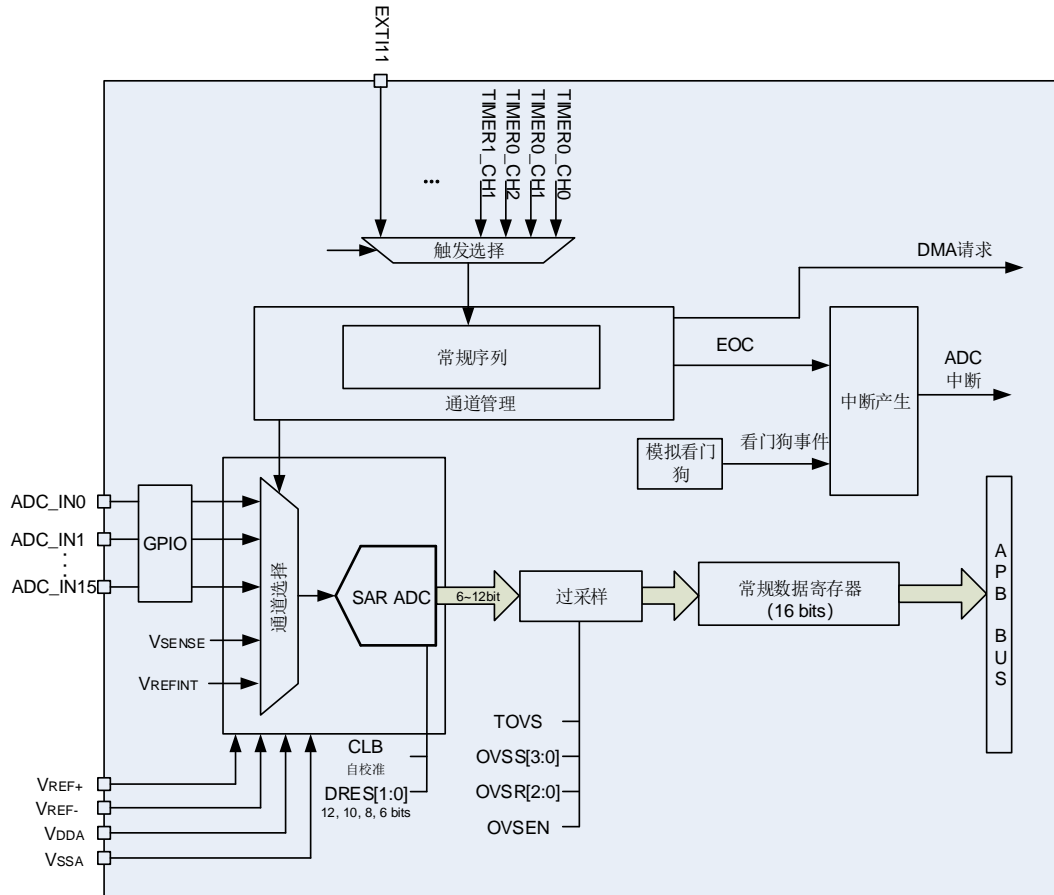 EXTI11
TIMER1_CH1
TIMER0_CH2
TIMER0_CH1
TIMER0_CH0
...
触发选择
DMA请求
常规序列
通道管理
EOC
中断产生
ADC
中断
模拟看门
狗
看门狗事件
ADC_IN0
ADC_IN1
ADC_IN15
GPIO
通道选择
SAR ADC
6~12bit
过采样
常规数据寄存器
(16 bits)
APB BUS
VSENSE
VREFINT
CLB
自校准
DRES[1:0]
12, 10, 8, 6 bits
TOVS
OVSS[3:0]
OVSR[2:0]
OVSEN
VREF+
VREF-
VDDA
VSSA